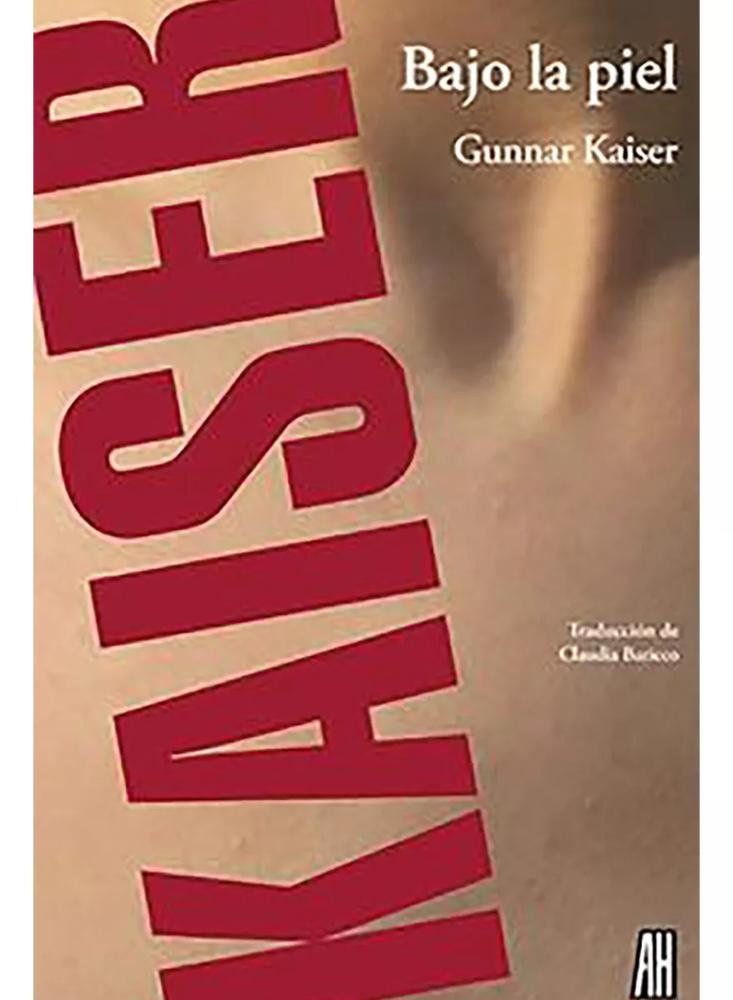 Bajo la piel
Gunnar Kaiser
KAISER
Traducción de
Claudia Baricco
AH